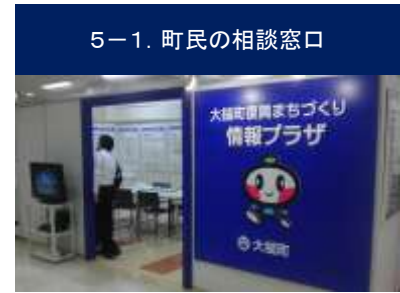 5－1．町民の相談窓口
大槌町復興まちづくり
情報プラザ
大槌町